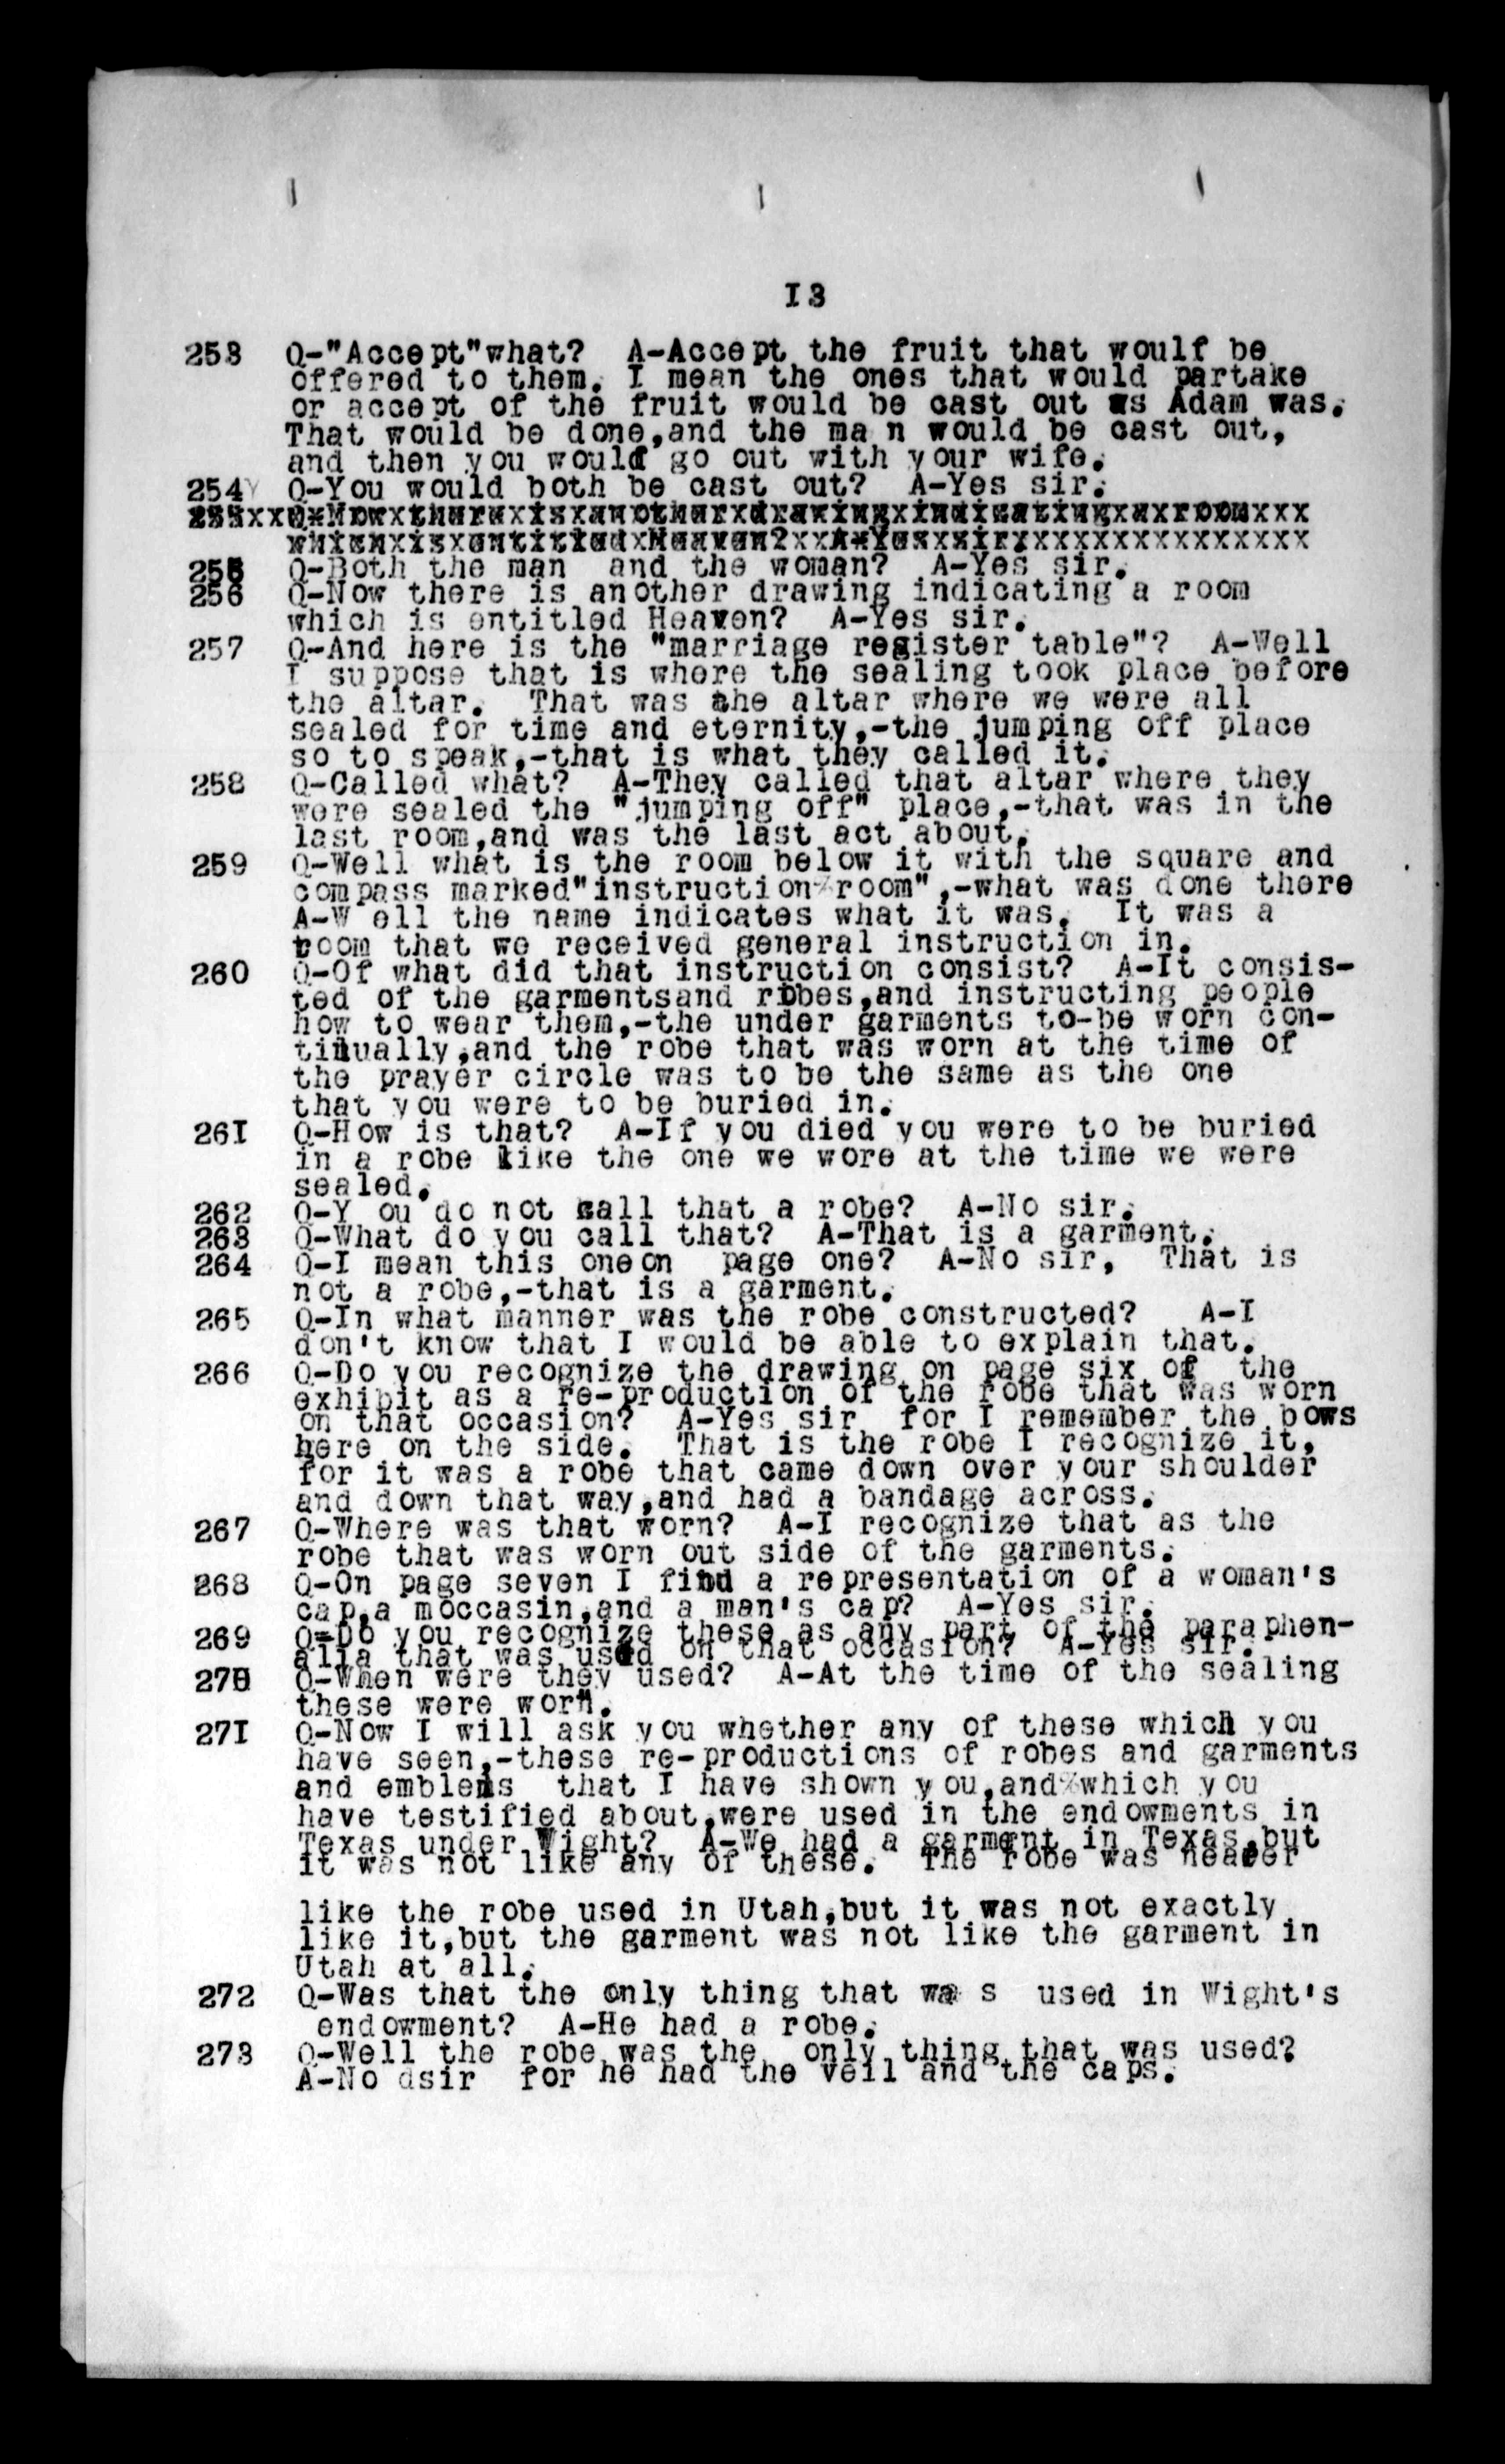 I3
253 Q-"Accept"what? A-Accept the fruit that woulf be
offered to them. I mean the ones that would partake
or accept of the fruit would be cast out as Adam was.
That would be done,and the ma n would be cast out,
and then you would go out with your wife.
254 Q-You would both be cast out? A-Yes sir.
255xxQ-Now there is another drawing indicating a room
which is entitled Heaven? A-Yes sir.
255 Q-Both the man and the woman? A-Yes sir.
256 Q-Now there is another drawing indicating a room
which is entitled Heaven? A-Yes sir.
257 Q-And here is the "marriage register table"? A-Well
I suppose that is where the sealing took place before
the altar. That was the altar where we were all
sealed for time and eternity,-the jumping off place
so to speak,-that is what they called it.
258 Q-Called what? A-They called that altar where they
were sealed the "jumping off" place,-that was in the
last room,and was the last act about.
259 Q-Well what is the room below it with the square and
compass marked"instruction room",-what was done there
A-W ell the name indicates what it was. It was a
room that we received general instruction in.
260 Q-Of what did that instruction consist? A-It consis-
ted of the garmentsand robes,and instructing people
how to wear them,-the under garments to-be worn con-
tinually,and the robe that was worn at the time of
the prayer circle was to be the same as the one
that you were to be buried in.
26I Q-How is that? A-If you died you were to be buried
in a robe like the one we wore at the time we were
sealed.
262 Q-Y ou do not call that a robe? A-No sir.
263 Q-What do you call that? A-That is a garment.
264 Q-I mean this one on page one? A-No sir, That is
not a robe,-that is a garment.
265 Q-In what manner was the robe constructed? A-I
don't know that I would be able to explain that.
266 Q-Do you recognize the drawing on page six of the
exhibit as a re-production of the robe that was worn
on that occasion? A-Yes sir for I remember the bows
here on the side. That is the robe I recognize it,
for it was a robe that came down over your shoulder
and down that way,and had a bandage across.
267 Q-Where was that worn? A-I recognize that as the
robe that was worn out side of the garments.
268 Q-On page seven I find a representation of a woman's
cap,a moccasin,and a man's cap? A-Yes sir.
269 Q-Do you recognize these as any part of the paraphen-
alia that was used on that occasion? A-Yes sir.
270 Q-When were they used? A-At the time of the sealing
these were worn.
27I Q-Now I will ask you whether any of these which you
have seen,-these re-productions of robes and garments
and emblems that I have shown you,and which you
have testified about,were used in the endowments in
Texas under Wight? A-We had a garment in Texas,but
it was not like any of these. The robe was nearer
like the robe used in Utah,but it was not exactly
like it,but the garment was not like the garment in
Utah at all.
272 Q-Was that the only thing that wa s used in Wight's
endowment? A-He had a robe.
273 Q-Well the robe was the only thing that was used?
A-No dsir for he had the veil and the caps.